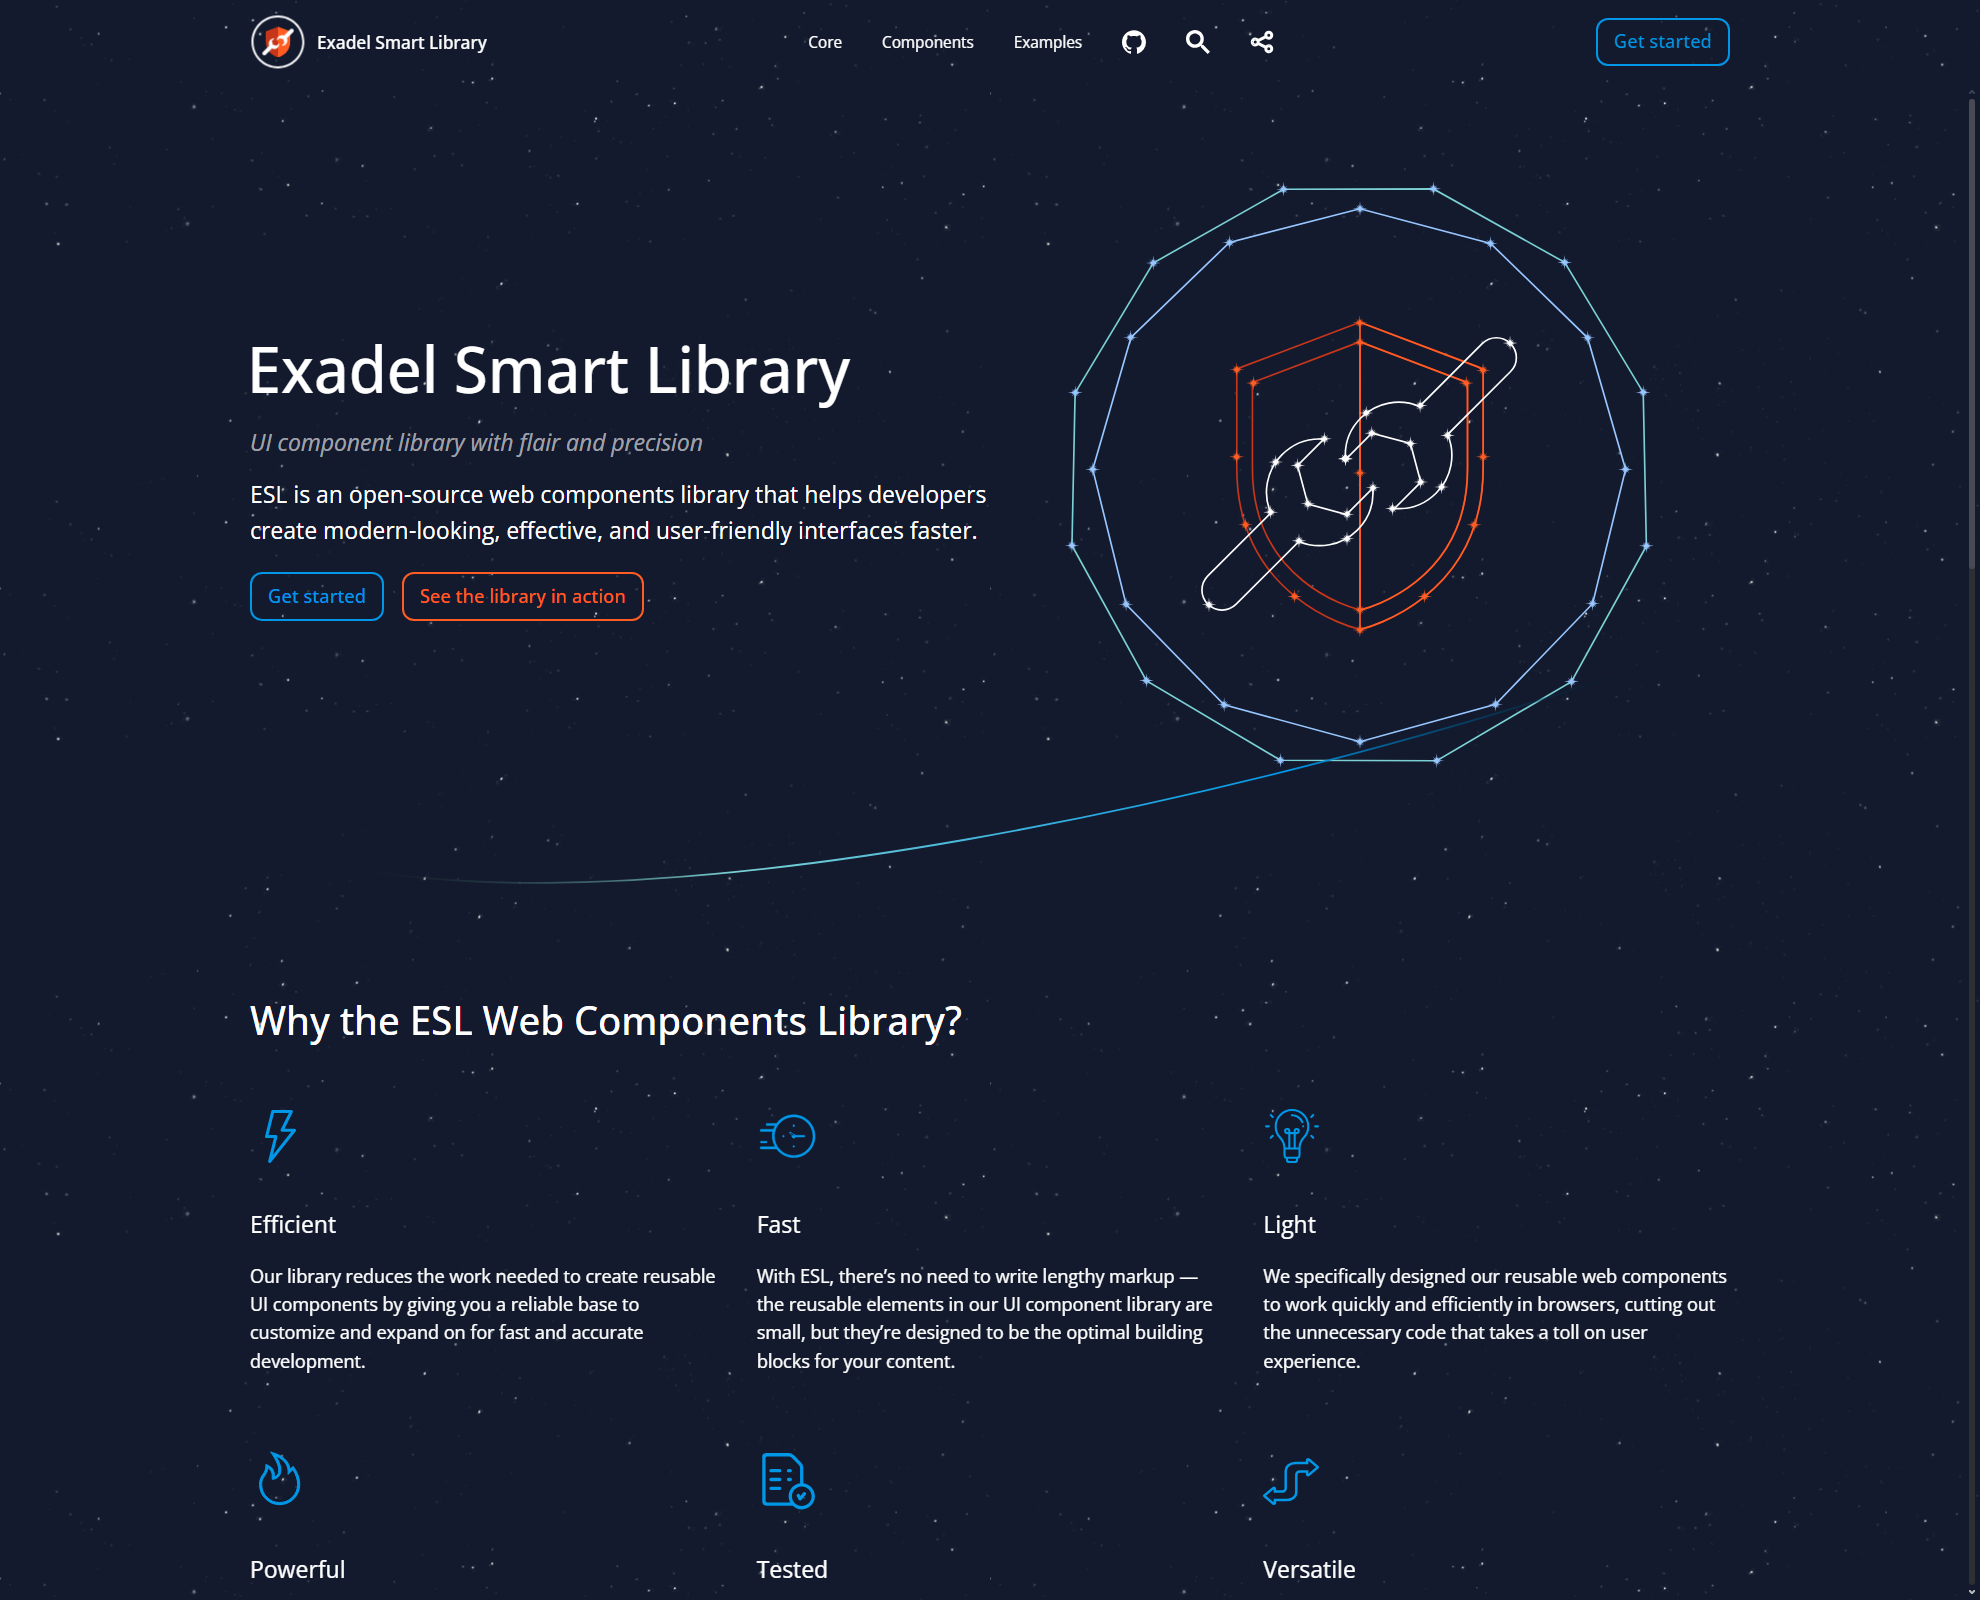 Exadel Smart Library
Core
Components
Examples
Get started
Exadel Smart Library
UI component library with flair and precision
ESL is an open-source web components library that helps developers
create modern-looking, effective, and user-friendly interfaces faster.
Get started
See the library in action
Why the ESL Web Components Library?
Efficient
Our library reduces the work needed to create reusable
UI components by giving you a reliable base to
customize and expand on for fast and accurate
development.
Fast
With ESL, there’s no need to write lengthy markup —
the reusable elements in our UI component library are
small, but they’re designed to be the optimal building
blocks for your content.
Light
We specifically designed our reusable web components
to work quickly and efficiently in browsers, cutting out
the unnecessary code that takes a toll on user
experience.
Powerful
Tested
Versatile